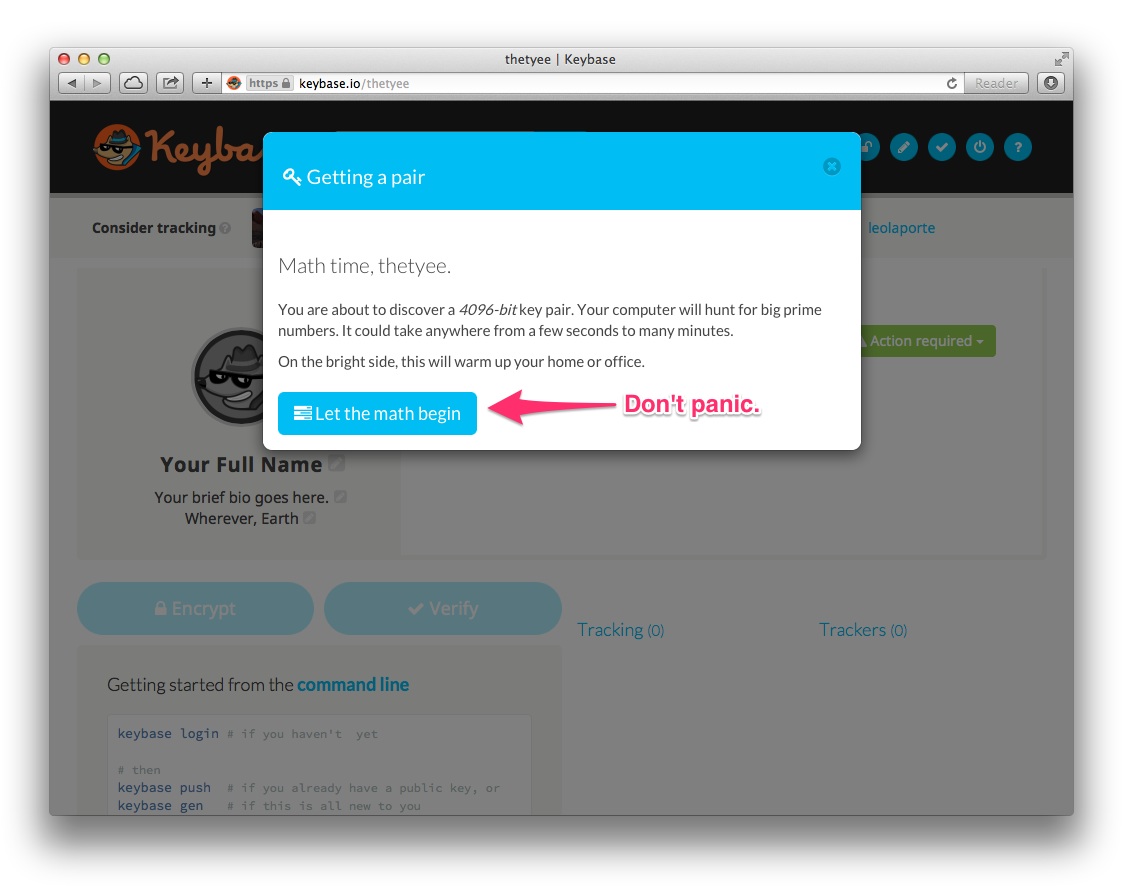 thetyee | Keybase
https keybase.io/thetyee
Reader
Keyba
Getting a pair
?
Consider tracking ?
leolaporte
Math time, thetyee.
You are about to discover a 4096-bit key pair. Your computer will hunt for big prime
numbers. It could take anywhere from a few seconds to many minutes.
On the bright side, this will warm up your home or office.
Action required
Let the math begin
Don't panic.
Your Full Name
Your brief bio goes here.
Wherever, Earth
Encrypt
Verify
Tracking (0)
Trackers (0)
Getting started from the command line
keybase login # if you haven't yet
# then
keybase push # if you already have a public key, or
keybase gen # if this is all new to you